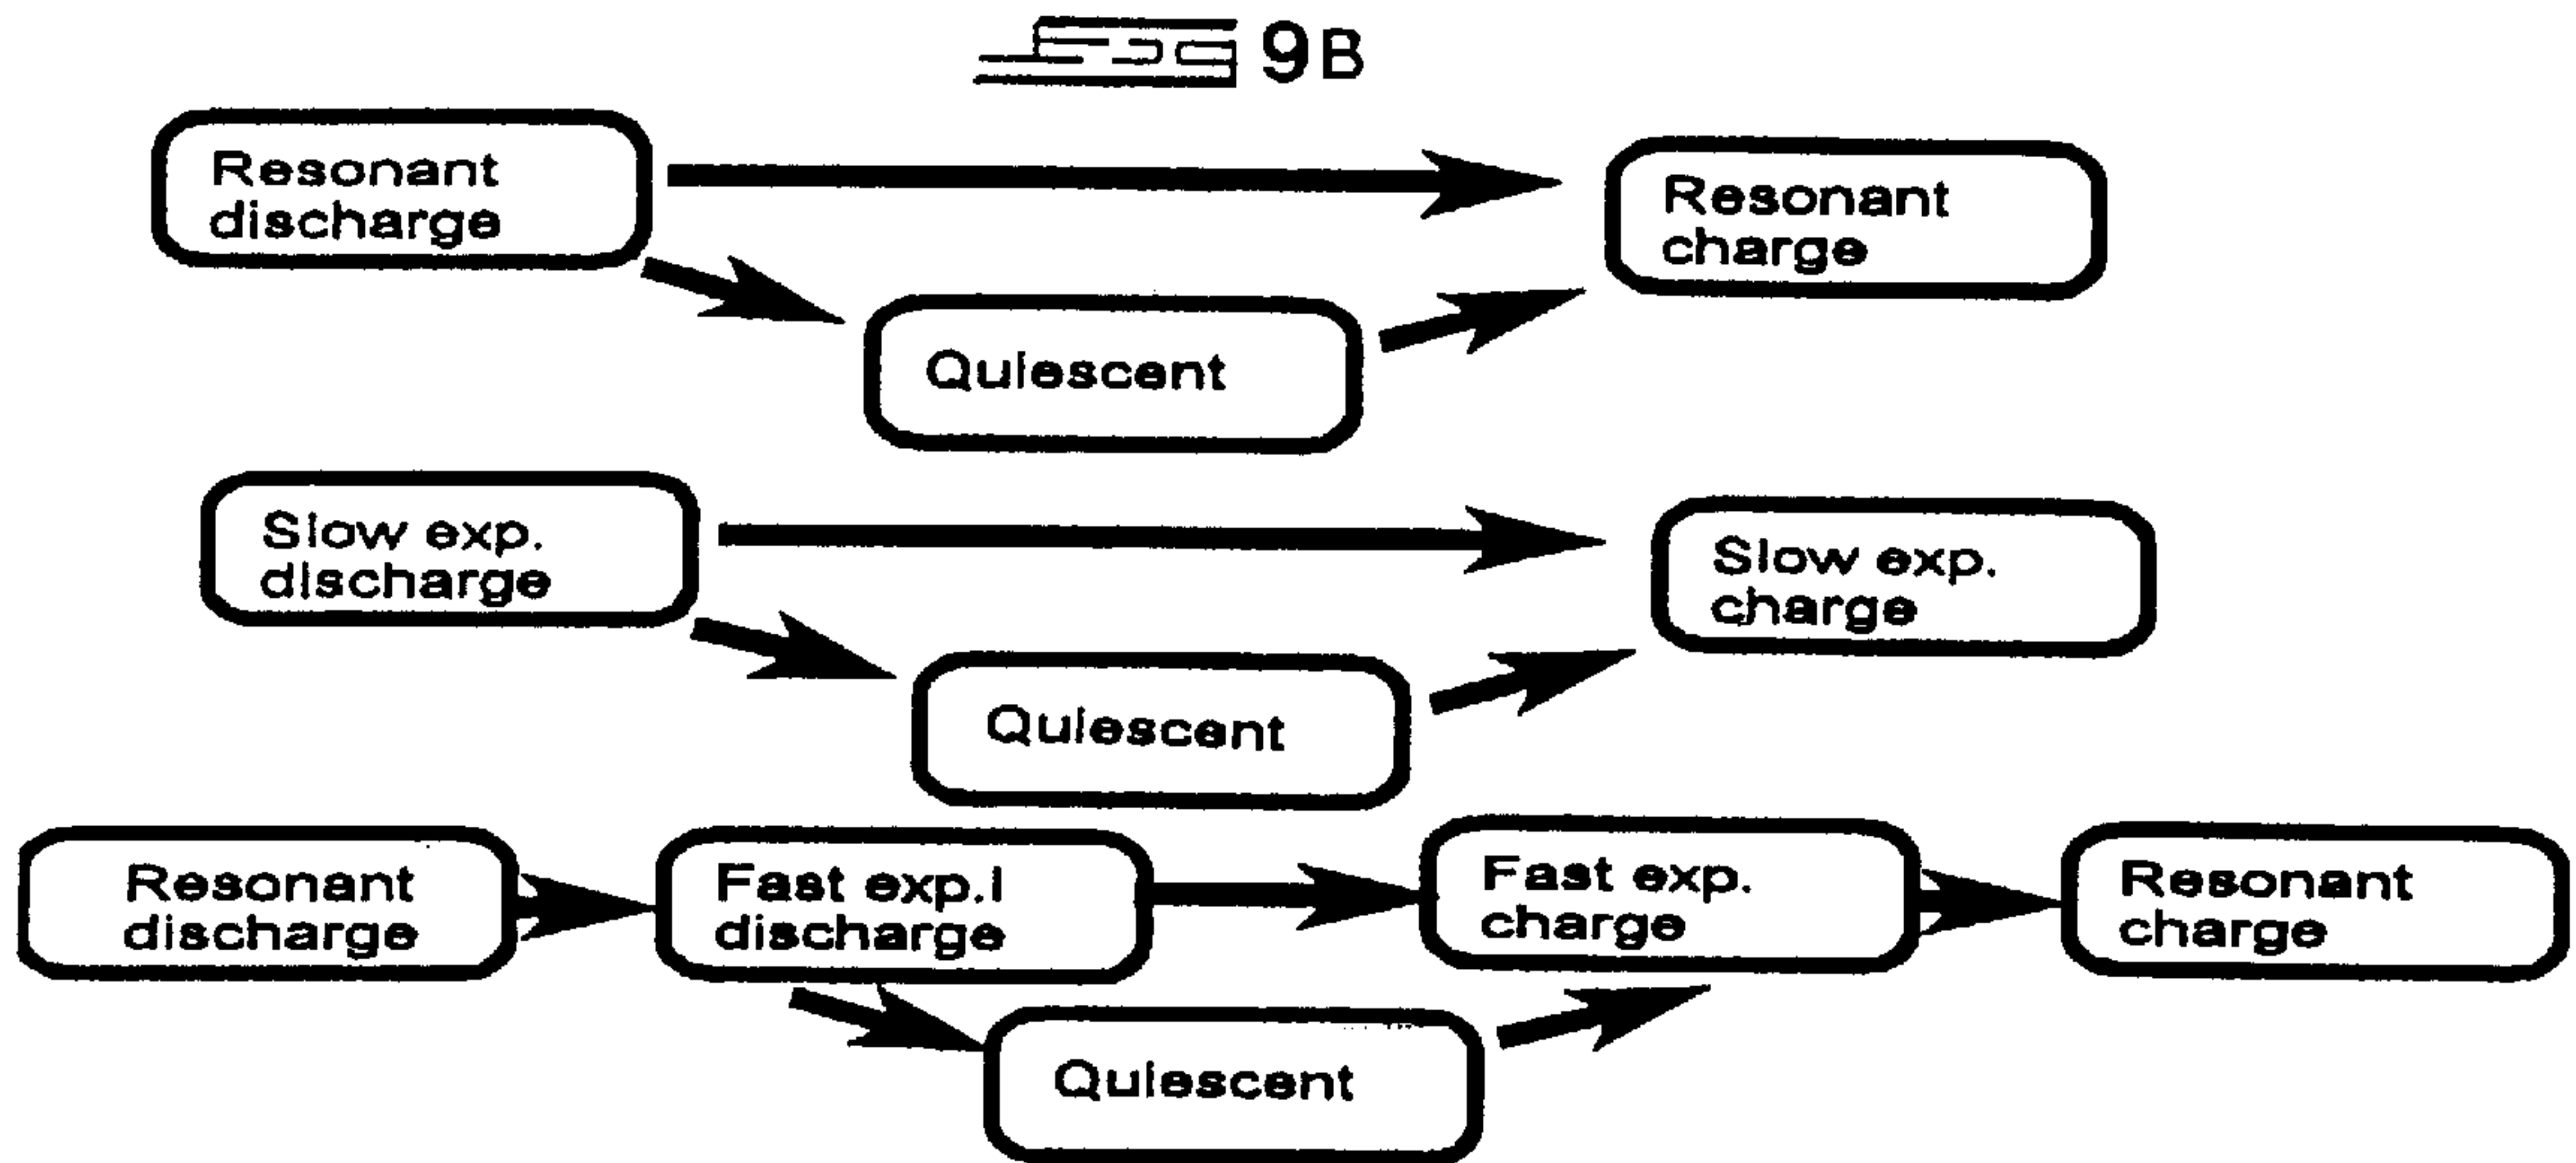 FIG 9B
Resonant
discharge
Resonant
charge
Quiescent
Slow exp.
discharge
Slow exp.
charge
Quiescent
Resonant
discharge
Fast exp.l
discharge
Fast exp.
charge
Resonant
charge
Quiescent